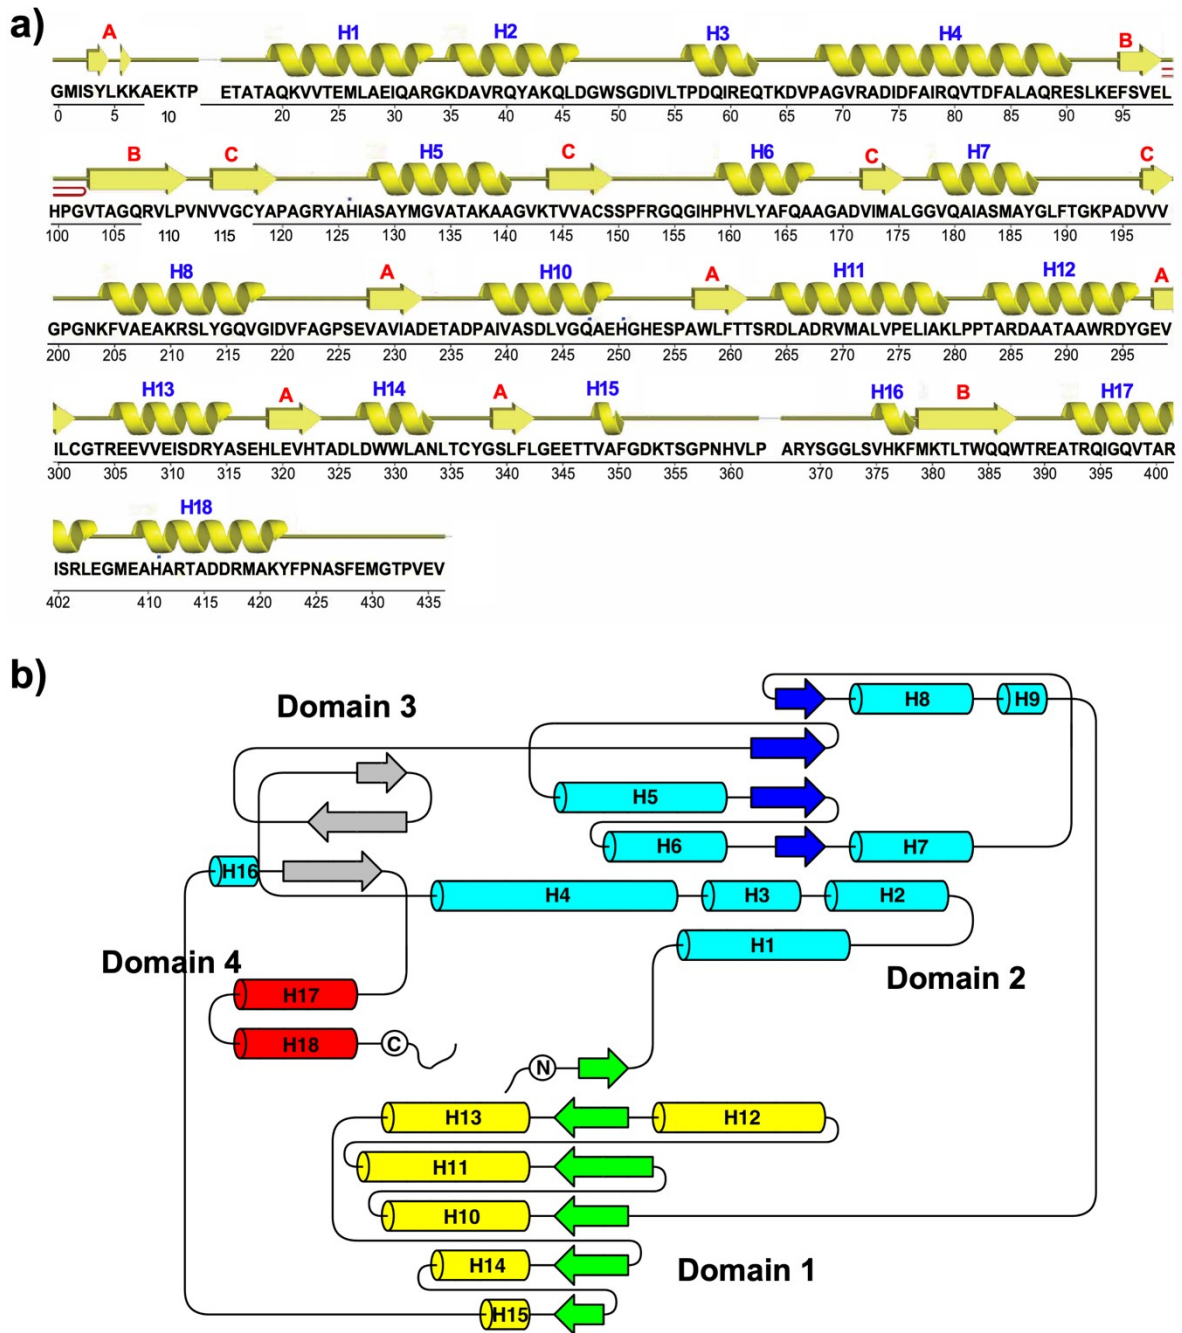 a)
A H1 H2 H3 H4 B
GMISYLKKAEKTP ETATAQKVVTEMLAEIQARGKDAVRQYAKQLDGWSGDIVLTPDQIREQTKDVPAGVRADIDFAIRQVTDFALAQRESLKEFSVEL
0 5 10 20 25 30 35 40 45 50 55 60 65 70 75 80 85 90 95
B C H5 C H6 C H7 C
HPGVTAGQRVLPVNVVGCYAPAGRYAHIASAYMGVATAKAAGVKTVVACSSPFRGQGIHPHVLYAFQAAGADVIMALGGVQAIASMAYGLFTGKPADVVV
100 105 110 115 120 125 130 135 140 145 150 155 160 165 170 175 180 185 190 195
H8 A H10 A H11 H12 A
GPGNKFVAEAKRSLYGQVGIDVFAGPSEVAVIADETADPAIVASDLVGQAEHGHESPAWLFTTSRDLADRVMALVPELIAKLPPTARDAATAAWRDYGEV
200 205 210 215 220 225 230 235 240 245 250 255 260 265 270 275 280 285 290 295
H13 A H14 A H15 H16 B H17
ILCGTREEVVEISDRYASEHLEVHTADLDWWLANLTCYGSLFLGEETTVAFGDKTSGPNHVLP ARYSGGLSVHKFMKTLTWQQWTREATRQIGQVTAR
300 305 310 315 320 325 330 335 340 345 350 355 360 370 375 380 385 390 395 400
H18
ISRLEGMEAHARTADDRMAKYFPNASFEMGTPVEV
402 410 415 420 425 430 435
b)
Domain 3
H8 H9
H5
H6 H7
H16
H4 H3 H2
H1
Domain 4
Domain 2
H17
H18 C
N
H13 H12
H11
H10
H14
Domain 1
H15